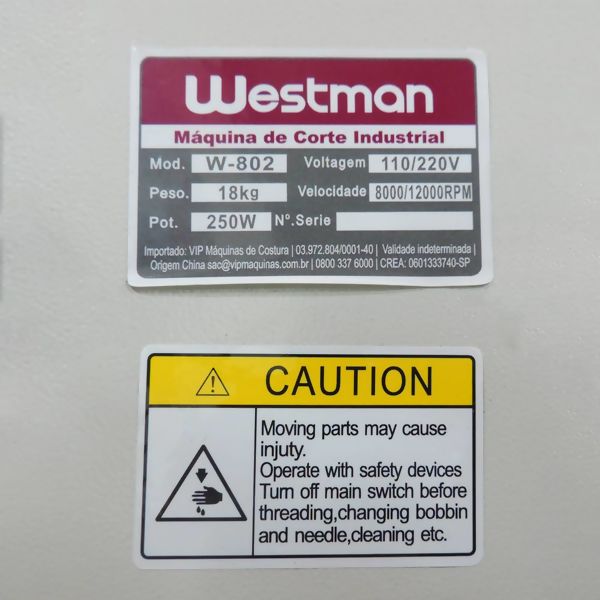 Westman
Máquina de Corte Industrial
Mod. W-802 Voltagem 110/220V
Peso. 18kg Velocidade 8000/12000RPM
Pot. 250W Nº.Serie
Importado: VIP Máquinas de Costura | 03.972.804/0001-40 | Validade indeterminada |
Origem China sac@vipmaquinas.com.br | 0800 337 6000 | CREA: 0601333740-SP
CAUTION
Moving parts may cause
injuty.
Operate with safety devices
Turn off main switch before
threading,changing bobbin
and needle,cleaning etc.